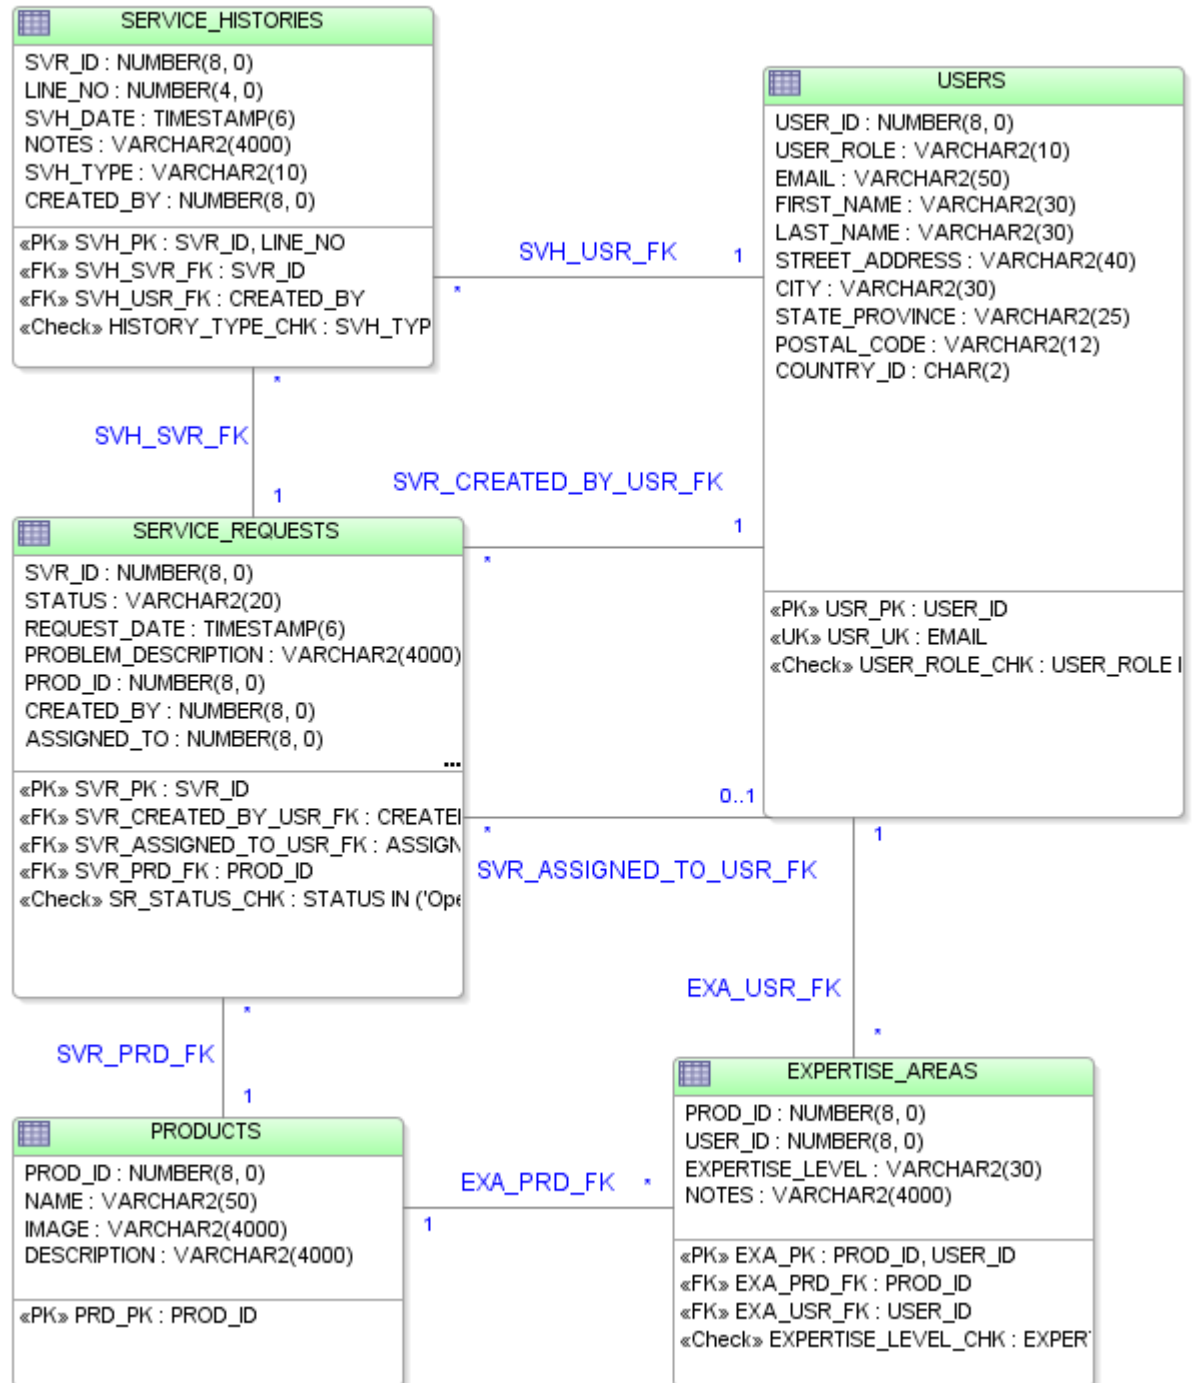 SERVICE_HISTORIES
SVR_ID : NUMBER(8, 0)
LINE_NO : NUMBER(4, 0)
SVH_DATE : TIMESTAMP(6)
NOTES : VARCHAR2(4000)
SVH_TYPE : VARCHAR2(10)
CREATED_BY : NUMBER(8, 0)
«PK» SVH_PK : SVR_ID, LINE_NO
«FK» SVH_SVR_FK : SVR_ID
«FK» SVH_USR_FK : CREATED_BY
«Check» HISTORY_TYPE_CHK : SVH_TYP
USERS
USER_ID : NUMBER(8, 0)
USER_ROLE : VARCHAR2(10)
EMAIL : VARCHAR2(50)
FIRST_NAME : VARCHAR2(30)
LAST_NAME : VARCHAR2(30)
STREET_ADDRESS : VARCHAR2(40)
CITY : VARCHAR2(30)
STATE_PROVINCE : VARCHAR2(25)
POSTAL_CODE : VARCHAR2(12)
COUNTRY_ID : CHAR(2)
«PK» USR_PK : USER_ID
«UK» USR_UK : EMAIL
«Check» USER_ROLE_CHK : USER_ROLE I
SVH_USR_FK
1
*
*
SVH_SVR_FK
1
SVR_CREATED_BY_USR_FK
1
*
SERVICE_REQUESTS
SVR_ID : NUMBER(8, 0)
STATUS : VARCHAR2(20)
REQUEST_DATE : TIMESTAMP(6)
PROBLEM_DESCRIPTION : VARCHAR2(4000)
PROD_ID : NUMBER(8, 0)
CREATED_BY : NUMBER(8, 0)
ASSIGNED_TO : NUMBER(8, 0)
...
«PK» SVR_PK : SVR_ID
«FK» SVR_CREATED_BY_USR_FK : CREATE
«FK» SVR_ASSIGNED_TO_USR_FK : ASSIGN
«FK» SVR_PRD_FK : PROD_ID
«Check» SR_STATUS_CHK : STATUS IN ('Ope
0..1
*
SVR_ASSIGNED_TO_USR_FK
1
EXA_USR_FK
*
*
SVR_PRD_FK
1
PRODUCTS
PROD_ID : NUMBER(8, 0)
NAME : VARCHAR2(50)
IMAGE : VARCHAR2(4000)
DESCRIPTION : VARCHAR2(4000)
«PK» PRD_PK : PROD_ID
EXA_PRD_FK *
1
EXPERTISE_AREAS
PROD_ID : NUMBER(8, 0)
USER_ID : NUMBER(8, 0)
EXPERTISE_LEVEL : VARCHAR2(30)
NOTES : VARCHAR2(4000)
«PK» EXA_PK : PROD_ID, USER_ID
«FK» EXA_PRD_FK : PROD_ID
«FK» EXA_USR_FK : USER_ID
«Check» EXPERTISE_LEVEL_CHK : EXPER